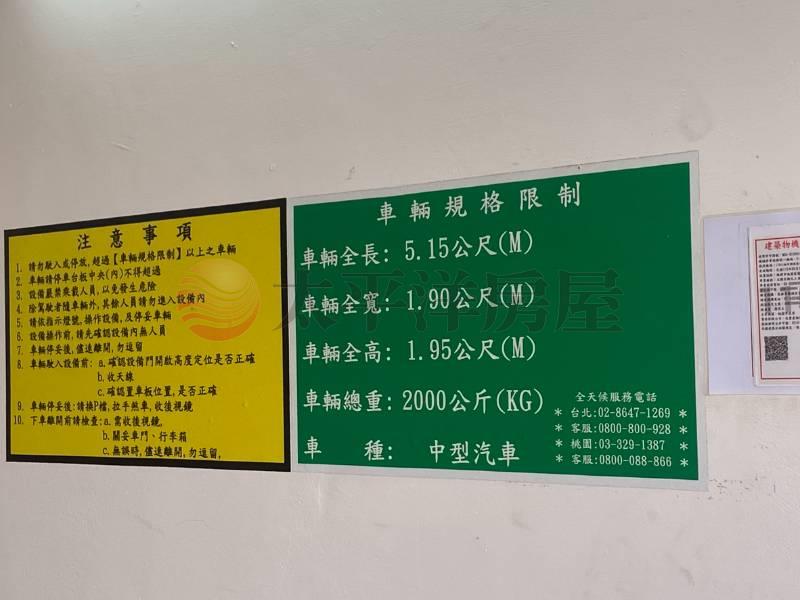 注意事項
1. 請勿駛入或停放,超過【車輛規格限制】以上之車輛
2. 車輛請停車台板中央(內)不得超過
3. 設備嚴禁乘載人員,以免發生危險
4. 除駕駛者隨車輛外,其餘人員請勿進入設備內
5. 請依指示燈號,操作設備,及停妥車輛
6. 設備操作前,請先確認設備內無人員
7. 車輛停妥後,儘速離開,勿逗留
8. 車輛駛入設備前: a.確認設備門開啟高度定位是否正確
b.收天線
c.確認置車板位置,是否正確
9. 車輛停妥後:請換P檔,拉手煞車,收後視鏡
10. 下車離開前請檢查:a.需收後視鏡,
b.關妥車門、行李箱
c.無誤時,儘速離開,勿逗留,
車輛規格限制
車輛全長: 5.15公尺(M)
車輛全寬: 1.90公尺(M)
車輛全高: 1.95公尺(M)
車輛總重: 2000公斤(KG)
車種: 中型汽車
全天候服務電話
* 台北:02-8647-1269 *
* 客服:0800-800-928 *
* 桃園:03-329-1387 *
* 客服:0800-088-866 *
太平洋房屋
建築物機